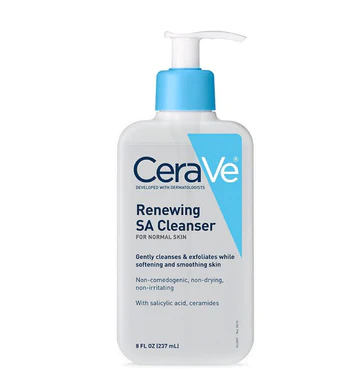 CeraVe®
DEVELOPED WITH DERMATOLOGISTS
Renewing
SA Cleanser
FOR NORMAL SKIN
Gently cleanses & exfoliates while
softening and smoothing skin
Non-comedogenic, non-drying,
non-irritating
With salicylic acid, ceramides
8 FL OZ (237 mL)